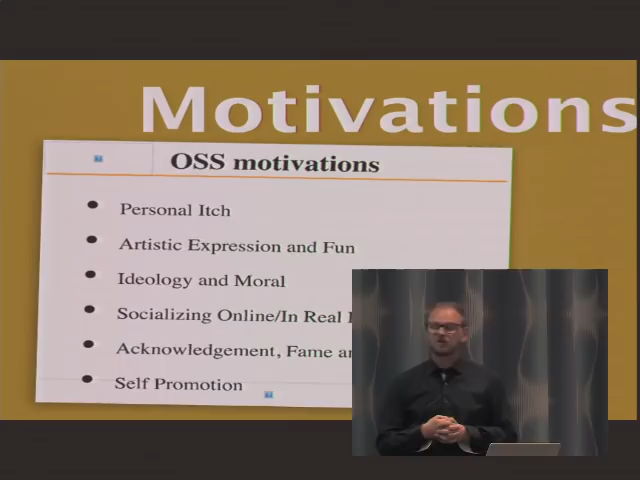 Motivations
OSS motivations
Personal Itch
Artistic Expression and Fun
Ideology and Moral
Socializing Online/In Real
Acknowledgement, Fame
Self Promotion